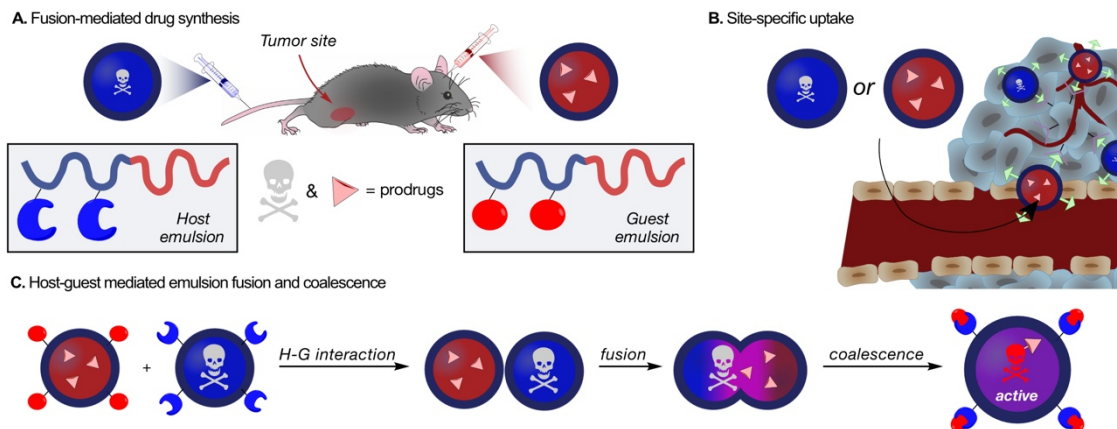 A. Fusion-mediated drug synthesis
B. Site-specific uptake
Tumor site
or
Host
emulsion
& = prodrugs
Guest
emulsion
C. Host-guest mediated emulsion fusion and coalescence
+
H-G interaction
fusion
coalescence
active